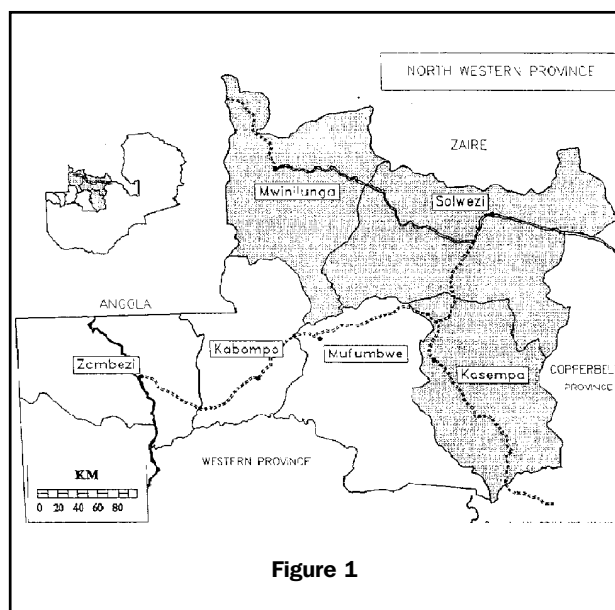 NORTH WESTERN PROVINCE
ZAIRE
Mwinilunga
Solwezi
ANGOLA
Kabompo
Zambezi
Mufumbwe
Kasempa
COPPERBEL
PROVINCE
WESTERN PROVINCE
KM
0 20 40 60 80
Figure 1